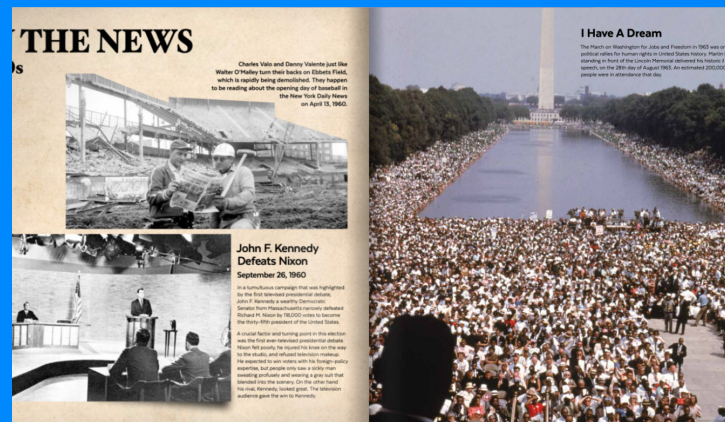 THE NEWS
0s
Charles Valo and Danny Valente just like
Walter O'Malley turn their backs on Ebbets Field,
which is rapidly being demolished. They happen
to be reading about the opening day of baseball in
the New York Daily News
on April 13, 1960.
John F. Kennedy
Defeats Nixon
September 26, 1960
In a tumultuous campaign that was highlighted
by the first televised presidential debate,
John F. Kennedy a wealthy Democratic
Senator from Massachusetts narrowly defeated
Richard M. Nixon by 118,000 votes to become
the thirty-fifth president of the United States.
A crucial factor and turning point in this election
was the first ever-televised presidential debate.
Nixon fell poorly, he injured his knee on the way
to the studio, and refused television makeup.
He expected to win voters with his foreign-policy
expertise, but people only saw a sickly man
sweating profusely and wearing a gray suit that
blended into the scenery. On the other hand
his rival, Kennedy, looked great. The television
audience gave the win to Kennedy.
I Have A Dream
The March on Washington for Jobs and Freedom in 1963 was
political rallies for human rights in United States history. Martin
standing in front of the Lincoln Memorial delivered his historic
speech, on the 28th day of August 1963. An estimated 200,000
people were in attendance that day.